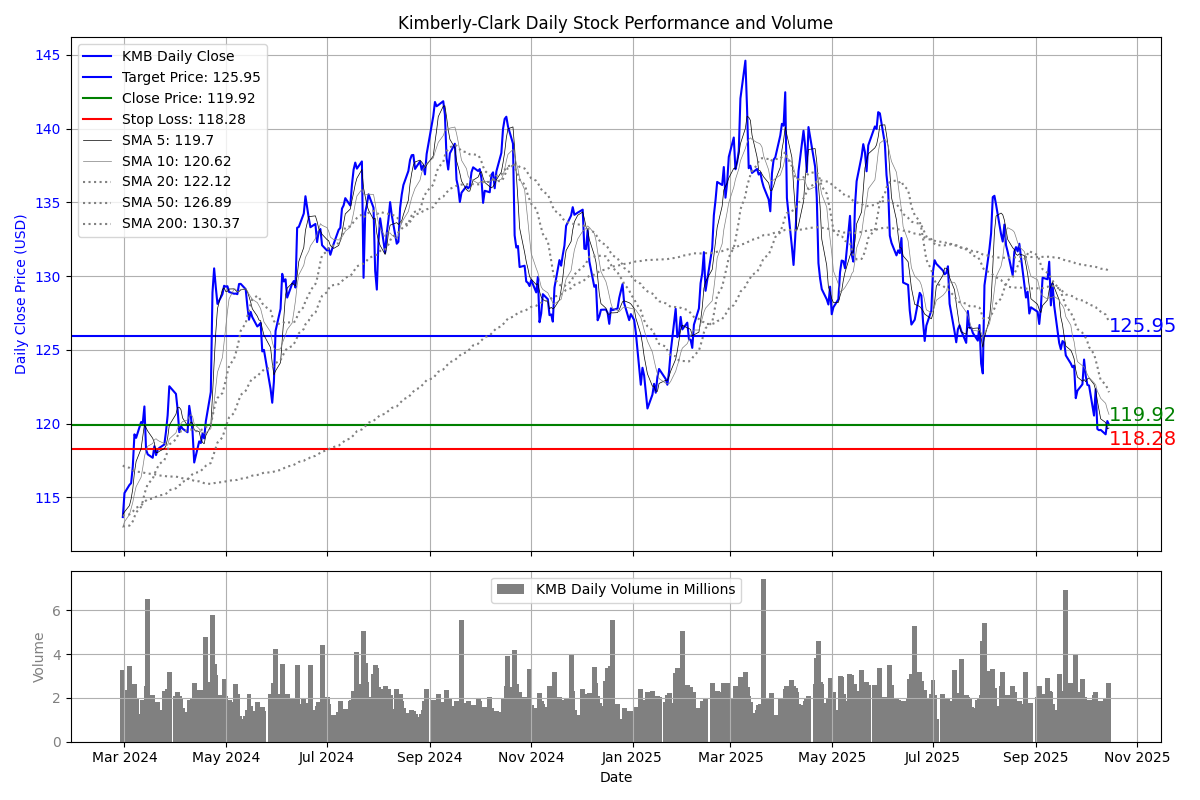 Kimberly-Clark Daily Stock Performance and Volume
Daily Close Price (USD)
145
140
135
130
125
120
115
KMB Daily Close
Target Price: 125.95
Close Price: 119.92
Stop Loss: 118.28
SMA 5: 119.7
SMA 10: 120.62
SMA 20: 122.12
SMA 50: 126.89
SMA 200: 130.37
125.95
119.92
118.28
Volume
6
4
2
0
KMB Daily Volume in Millions
Mar 2024 May 2024 Jul 2024 Sep 2024 Nov 2024 Jan 2025 Mar 2025 May 2025 Jul 2025 Sep 2025 Nov 2025
Date